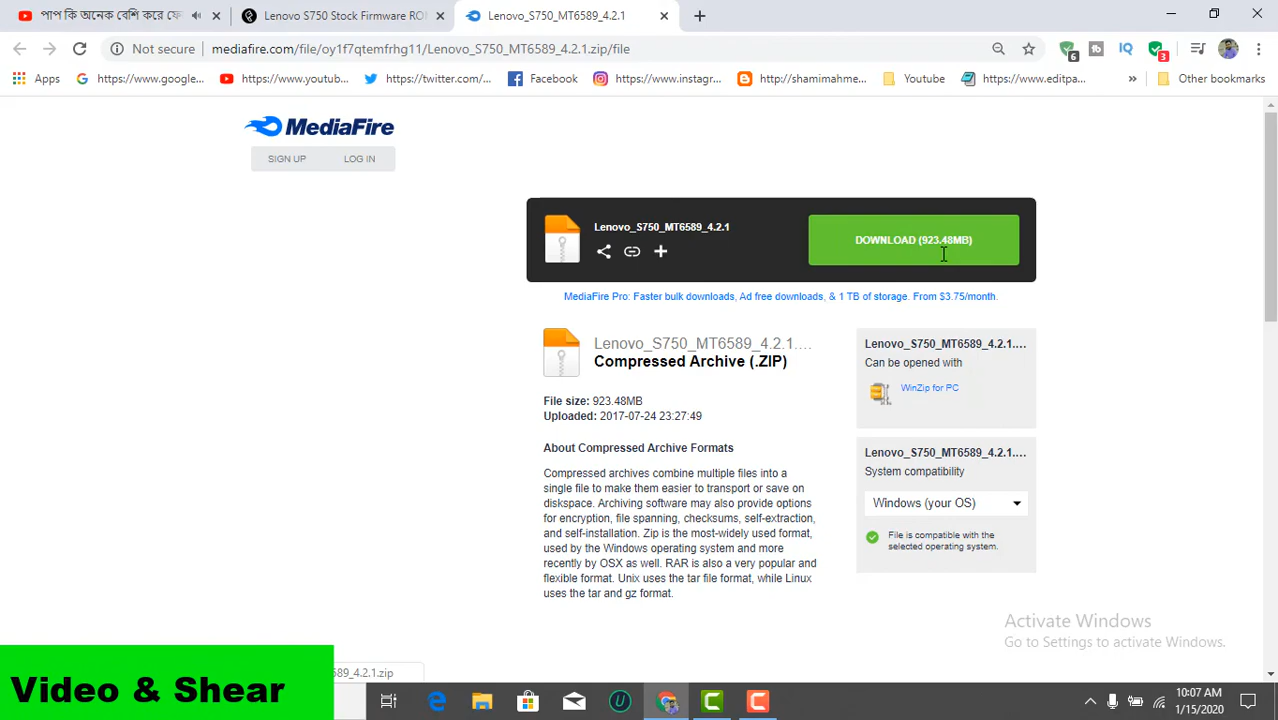 পাপ কি অনেক বেশি করে ফে
Lenovo S750 Stock Firmware ROM
Lenovo_S750_MT6589_4.2.1
Not secure
mediafire.com/file/oy1f7qtemfrhg11/Lenovo_S750_MT6589_4.2.1.zip/file
6
IQ
3
Apps
https://www.google...
https://www.youtub...
https://twitter.com/...
Facebook
https://www.instagr...
http://shamimahme...
Youtube
https://www.editpa...
»
Other bookmarks
MediaFire
SIGN UP
LOG IN
Lenovo_S750_MT6589_4.2.1
DOWNLOAD (923.48MB)
MediaFire Pro: Faster bulk downloads, Ad free downloads, & 1 TB of storage. From $3.75/month.
Lenovo_S750_MT6589_4.2.1....
Compressed Archive (.ZIP)
File size: 923.48MB
Uploaded: 2017-07-24 23:27:49
About Compressed Archive Formats
Compressed archives combine multiple files into a
single file to make them easier to transport or save on
diskspace. Archiving software may also provide options
for encryption, file spanning, checksums, self-extraction,
and self-installation. Zip is the most-widely used format,
used by the Windows operating system and more
recently by OSX as well. RAR is also a very popular and
flexible format. Unix uses the tar file format, while Linux
uses the tar and gz format.
Lenovo_S750_MT6589_4.2.1....
Can be opened with
WinZip for PC
Lenovo_S750_MT6589_4.2.1....
System compatibility
Windows (your OS)
File is compatible with the
selected operating system.
Activate Windows
Go to Settings to activate Windows.
89_4.2.1.zip
Video & Shear
10:07 AM
1/15/2020